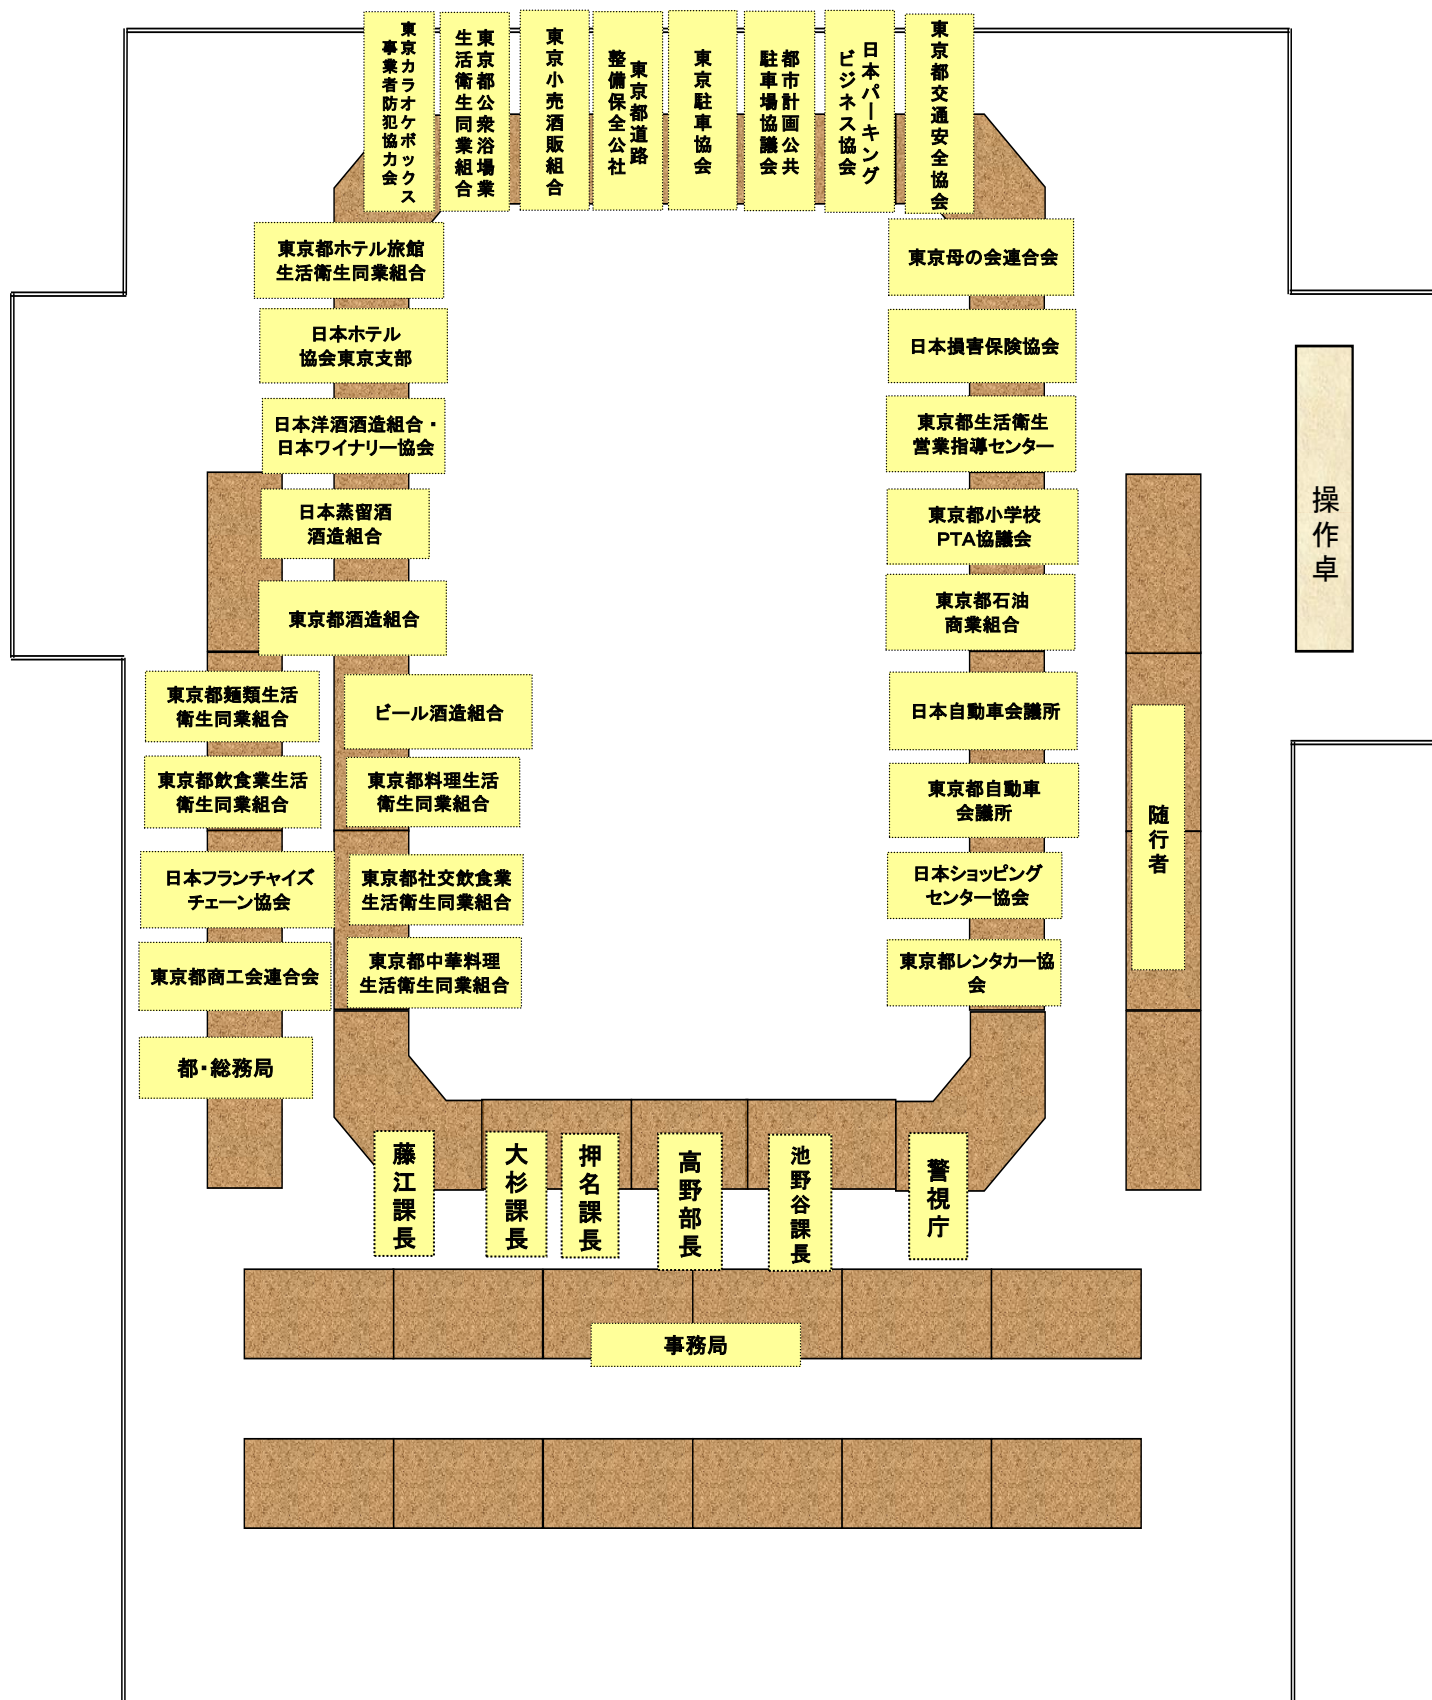 東京カラオケボックス
事業者防犯協力会
東京都公衆浴場業
生活衛生同業組合
東京小売酒販組合
東京都道路
整備保全公社
東京駐車協会
都市計画公共
駐車場協議会
日本パーキング
ビジネス協会
東京都交通安全協会
東京都ホテル旅館
生活衛生同業組合
東京母の会連合会
日本ホテル
協会東京支部
日本損害保険協会
日本洋酒酒造組合・
日本ワイナリー協会
東京都生活衛生
営業指導センター
日本蒸留酒
酒造組合
東京都小学校
PTA協議会
操作卓
東京都酒造組合
東京都石油
商業組合
東京都麺類生活
衛生同業組合
ビール酒造組合
日本自動車会議所
東京都飲食業生活
衛生同業組合
東京都料理生活
衛生同業組合
東京都自動車
会議所
随行者
日本フランチャイズ
チェーン協会
東京都社交飲食業
生活衛生同業組合
日本ショッピング
センター協会
東京都商工会連合会
東京都中華料理
生活衛生同業組合
東京都レンタカー協
会
都・総務局
藤江課長
大杉課長
押名課長
高野部長
池野谷課長
警視庁
事務局